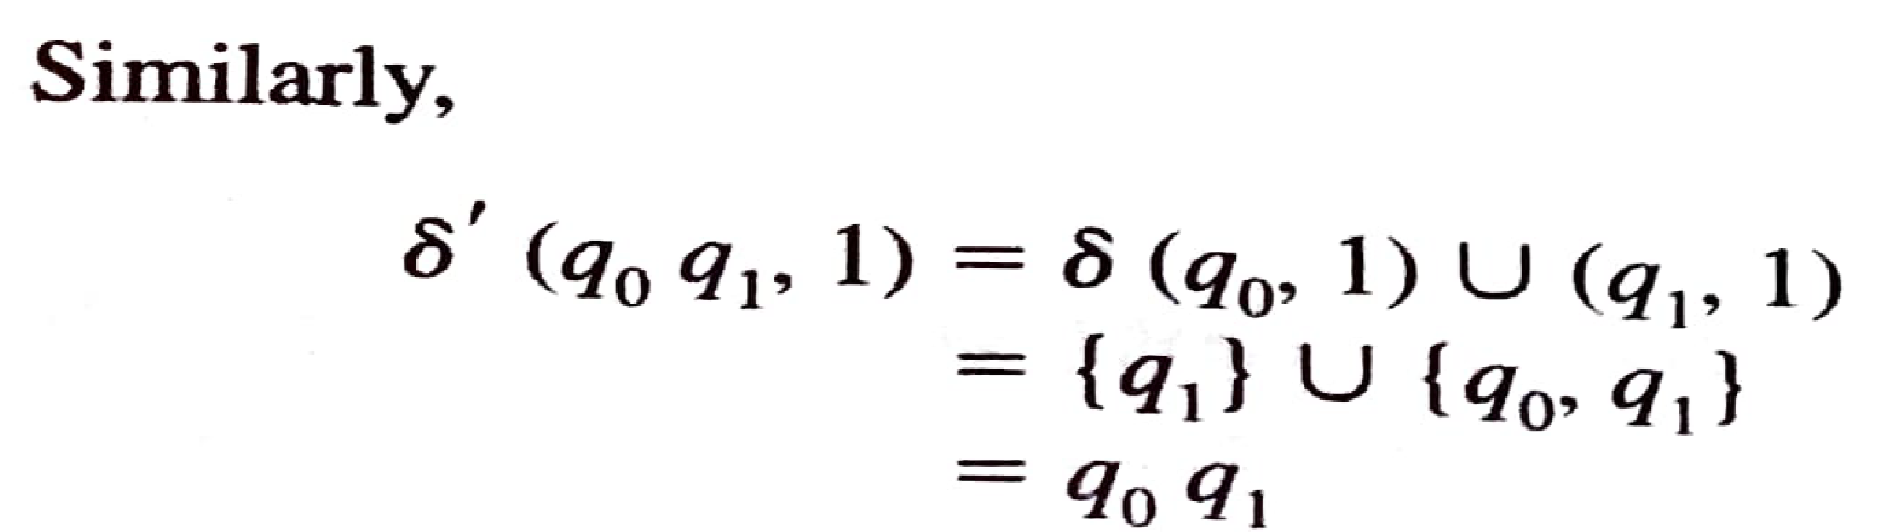 Similarly,
δ′ (q₀ q₁, 1) = δ (q₀, 1) ∪ (q₁, 1)
= {q₁} ∪ {q₀, q₁}
= q₀ q₁